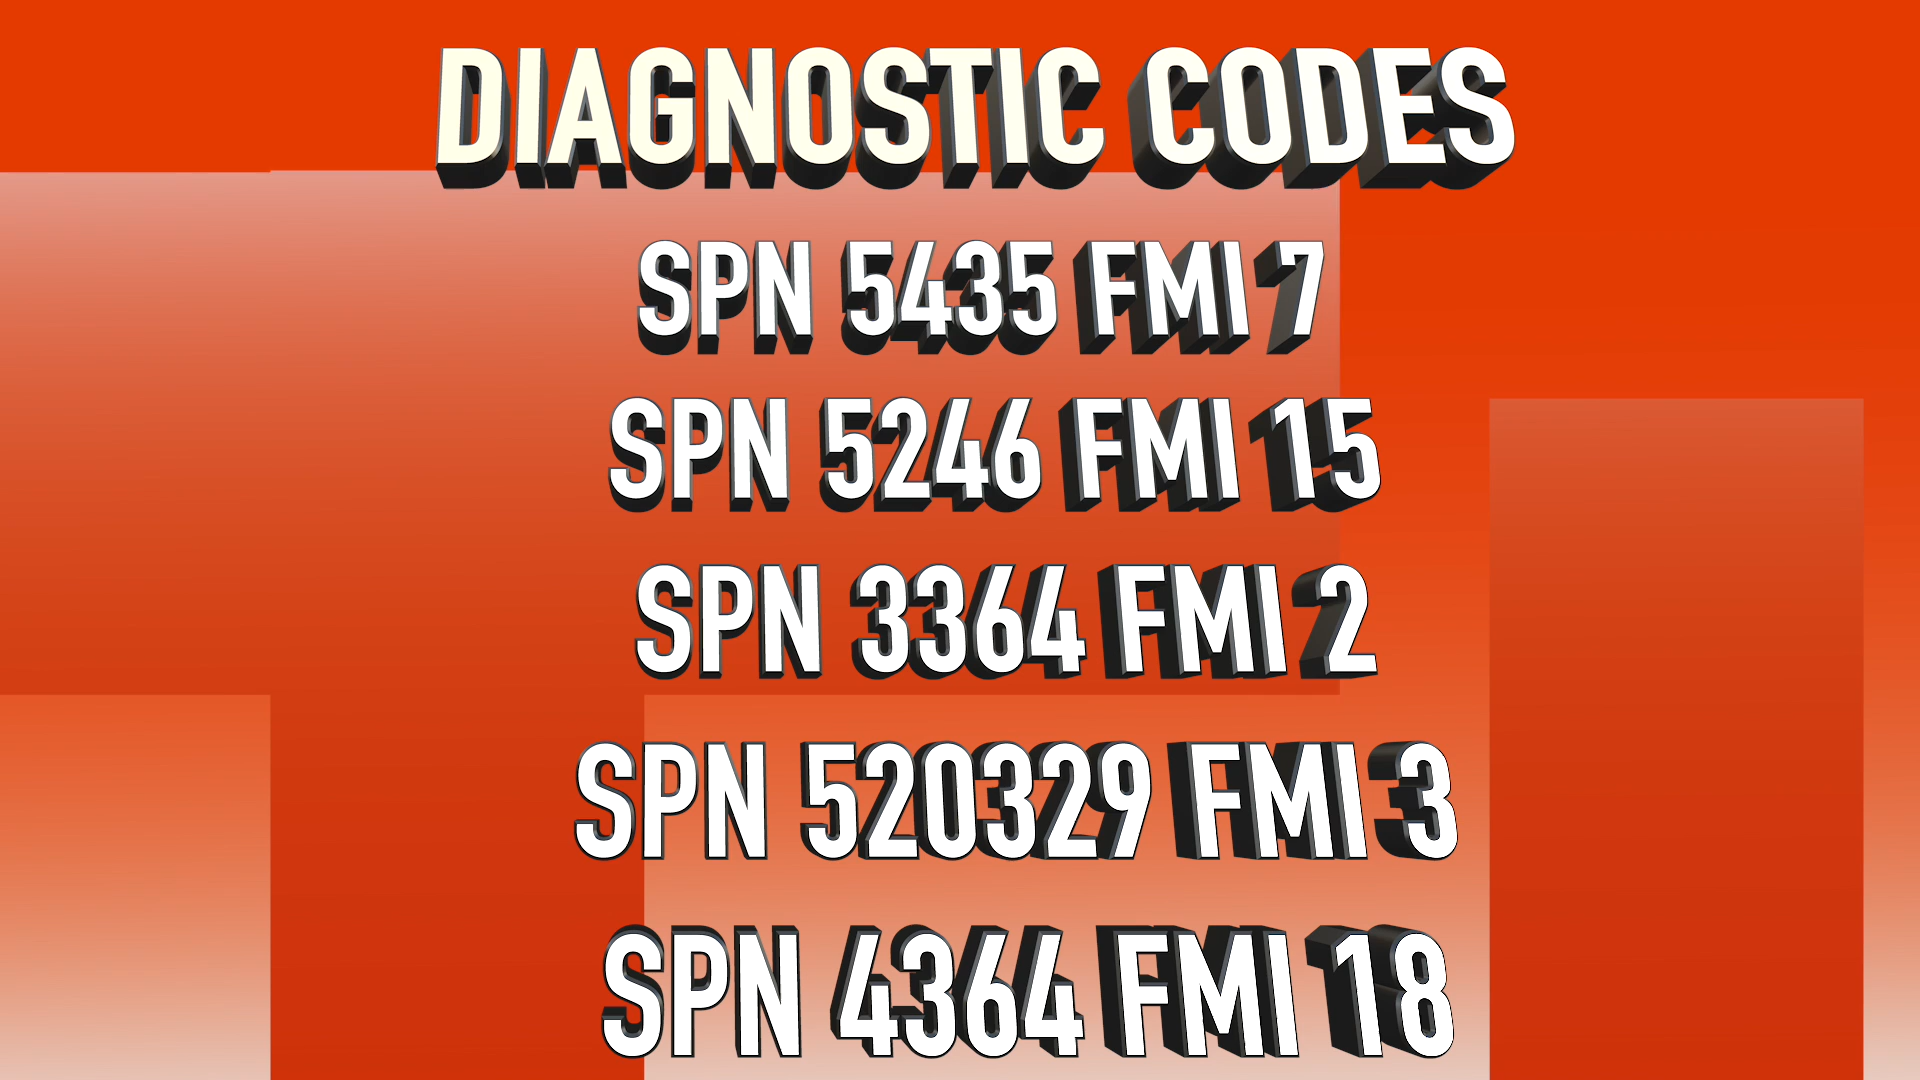 DIAGNOSTIC CODES
SPN 5435 FMI 7
SPN 5246 FMI 15
SPN 3364 FMI 2
SPN 520329 FMI 3
SPN 4364 FMI 18